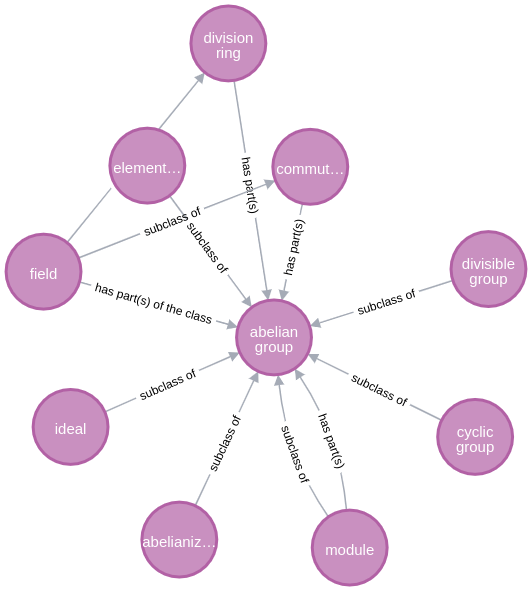 division
ring
element…
commut…
has part(s)
subclass of
subclass of
has part(s)
field
divisible
group
has part(s) of the class
subclass of
abelian
group
subclass of
subclass of
ideal
cyclic
group
subclass of
subclass of
has part(s)
abelianiz…
module